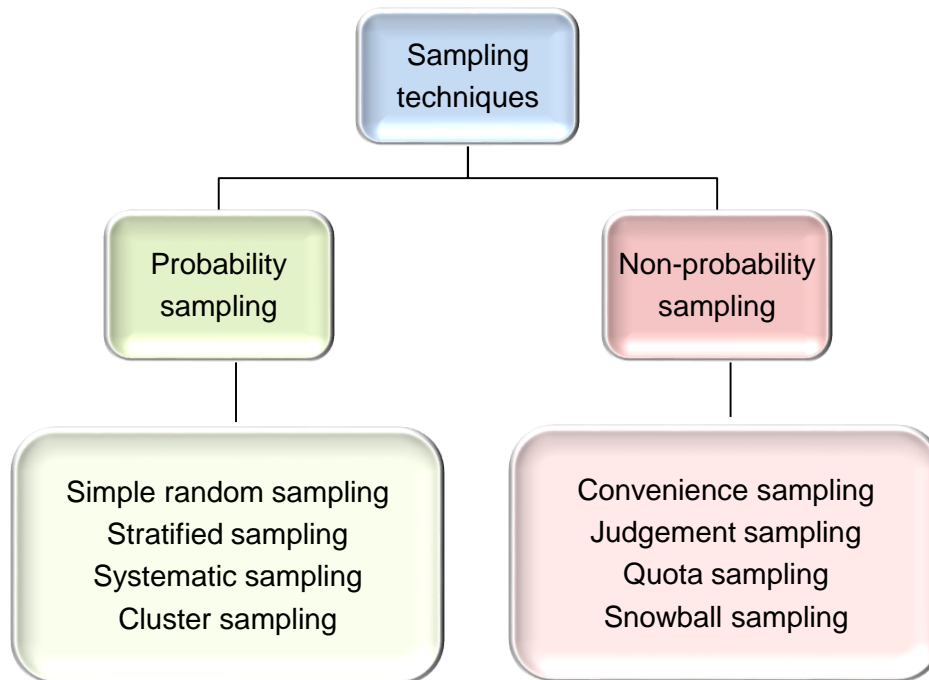 Sampling
techniques
Probability
sampling
Non-probability
sampling
Simple random sampling
Stratified sampling
Systematic sampling
Cluster sampling
Convenience sampling
Judgement sampling
Quota sampling
Snowball sampling